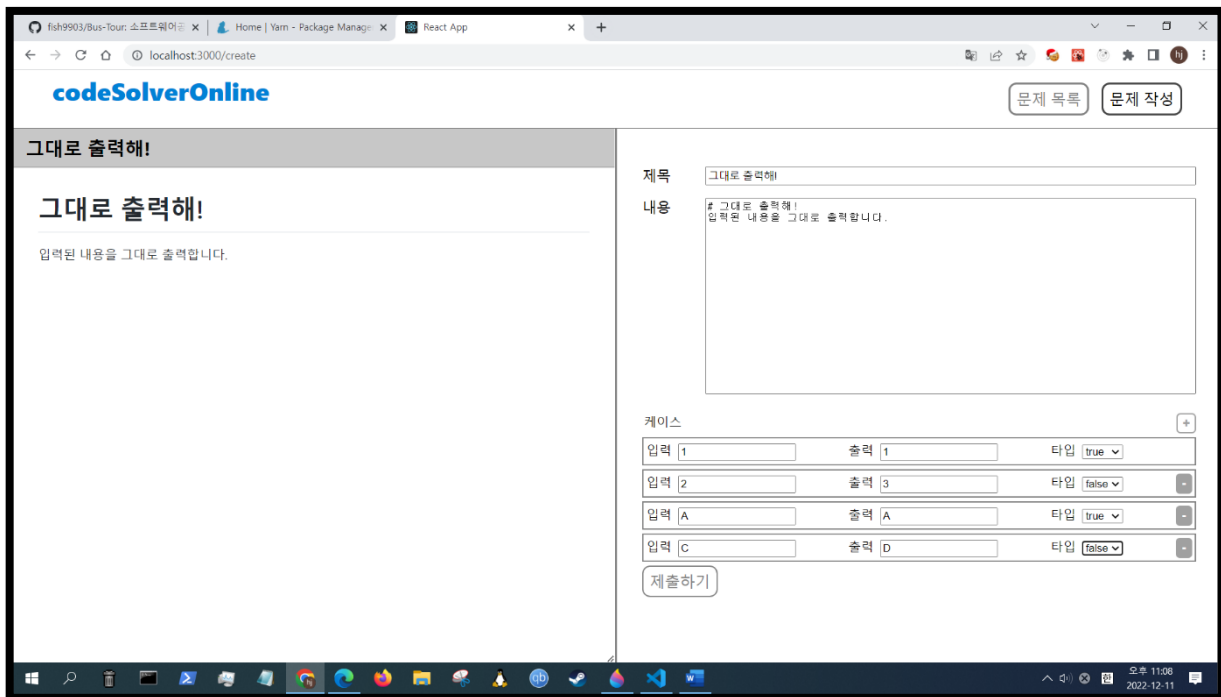 fish9903/Bus-Tour: 소프트웨어공
Home | Yarn - Package Manage
React App
localhost:3000/create
hj
codeSolverOnline
문제 목록
문제 작성
그대로 출력해!
그대로 출력해!
입력된 내용을 그대로 출력합니다.
제목 그대로 출력해!
내용 # 그대로 출력해!
입력된 내용을 그대로 출력합니다.
케이스 +
입력 1 출력 1 타입 true
입력 2 출력 3 타입 false -
입력 A 출력 A 타입 true -
입력 C 출력 D 타입 false -
제출하기
qb
한
오후 11:08
2022-12-11